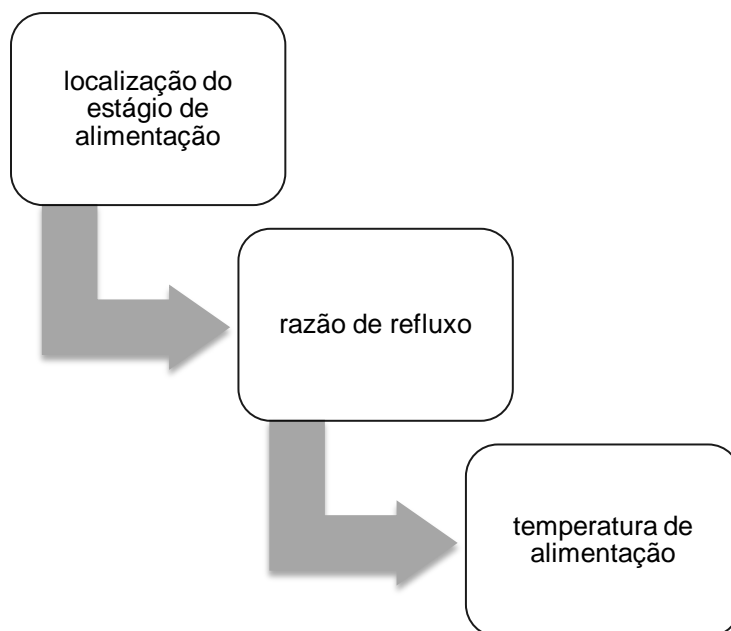 localização do
estágio de
alimentação
razão de refluxo
temperatura de
alimentação